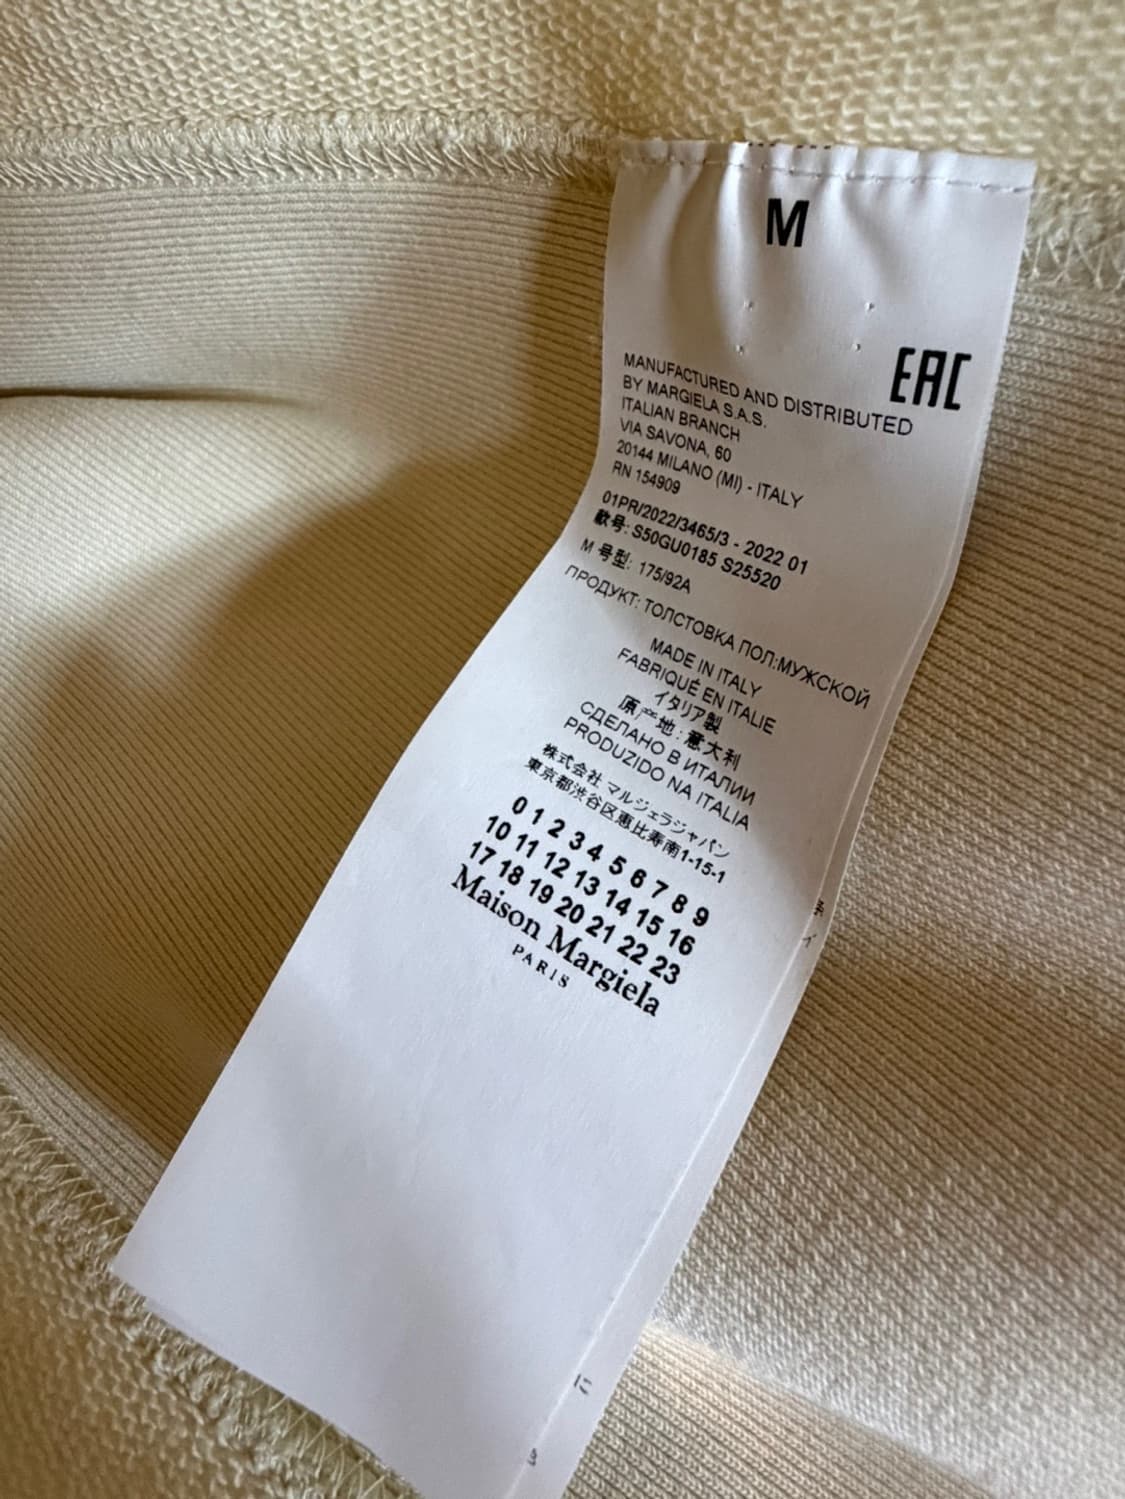 M
EAC
MANUFACTURED AND DISTRIBUTED
BY MARGIELA S.A.S.
ITALIAN BRANCH
VIA SAVONA, 60
20144 MILANO (MI) - ITALY
RN 154909
01PR/2022/3465/3 - 2022 01
款号: S50GU0185 S25520
M 号型: 175/92A
ПРОДУКТ: ТОЛСТОВКА ПОЛ:МУЖСКОЙ
MADE IN ITALY
FABRIQUÉ EN ITALIE
イタリア製
原产地: 意大利
СДЕЛАНО В ИТАЛИИ
PRODUZIDO NA ITALIA
株式会社 マルジェラジャパン
東京都渋谷区恵比寿南1-15-1
0 1 2 3 4 5 6 7 8 9
10 11 12 13 14 15 16
17 18 19 20 21 22 23
Maison Margiela
PARIS
に